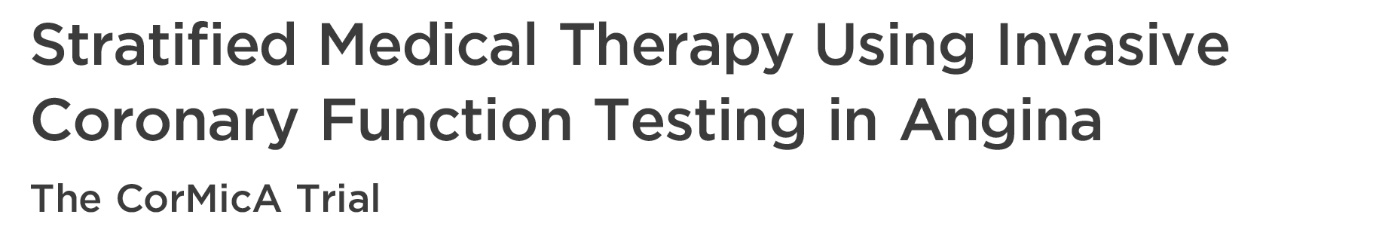 Stratified Medical Therapy Using Invasive
Coronary Function Testing in Angina
The CorMicA Trial